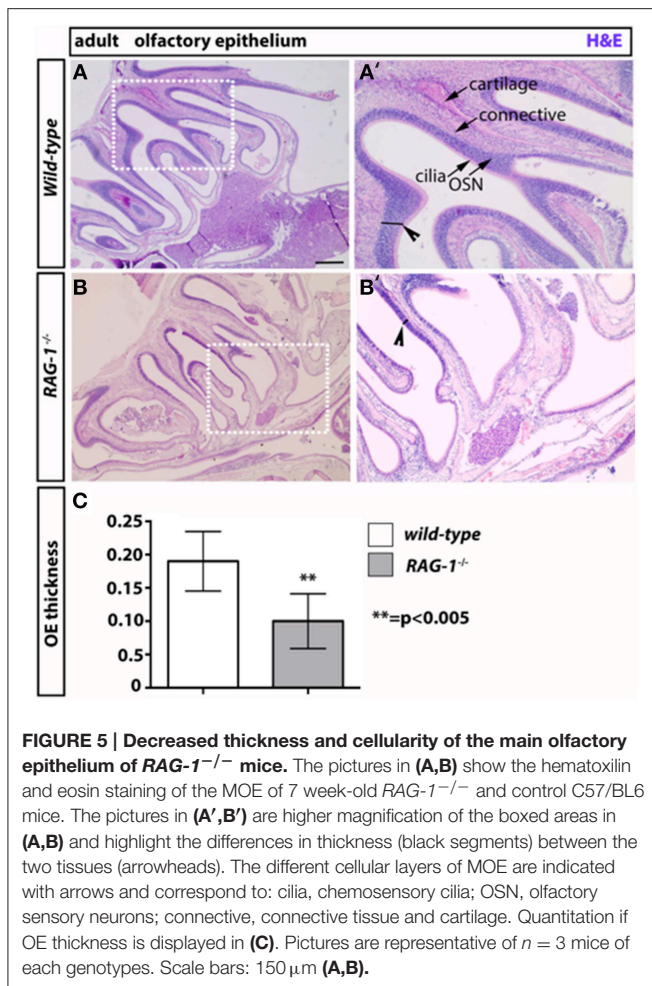 adult olfactory epithelium H&E
Wild-type
A
A'
cartilage
connective
cilia
OSN
RAG-1-/-
B
B'
OE thickness
C
0.25
0.20
0.15
0.10
0.5
0
**
wild-type
RAG-1-/-
**=p<0.005
FIGURE 5 | Decreased thickness and cellularity of the main olfactory
epithelium of RAG-1−/− mice. The pictures in (A,B) show the hematoxilin
and eosin staining of the MOE of 7 week-old RAG-1−/− and control C57/BL6
mice. The pictures in (A′,B′) are higher magnification of the boxed areas in
(A,B) and highlight the differences in thickness (black segments) between the
two tissues (arrowheads). The different cellular layers of MOE are indicated
with arrows and correspond to: cilia, chemosensory cilia; OSN, olfactory
sensory neurons; connective, connective tissue and cartilage. Quantitation if
OE thickness is displayed in (C). Pictures are representative of n = 3 mice of
each genotypes. Scale bars: 150 μm (A,B).